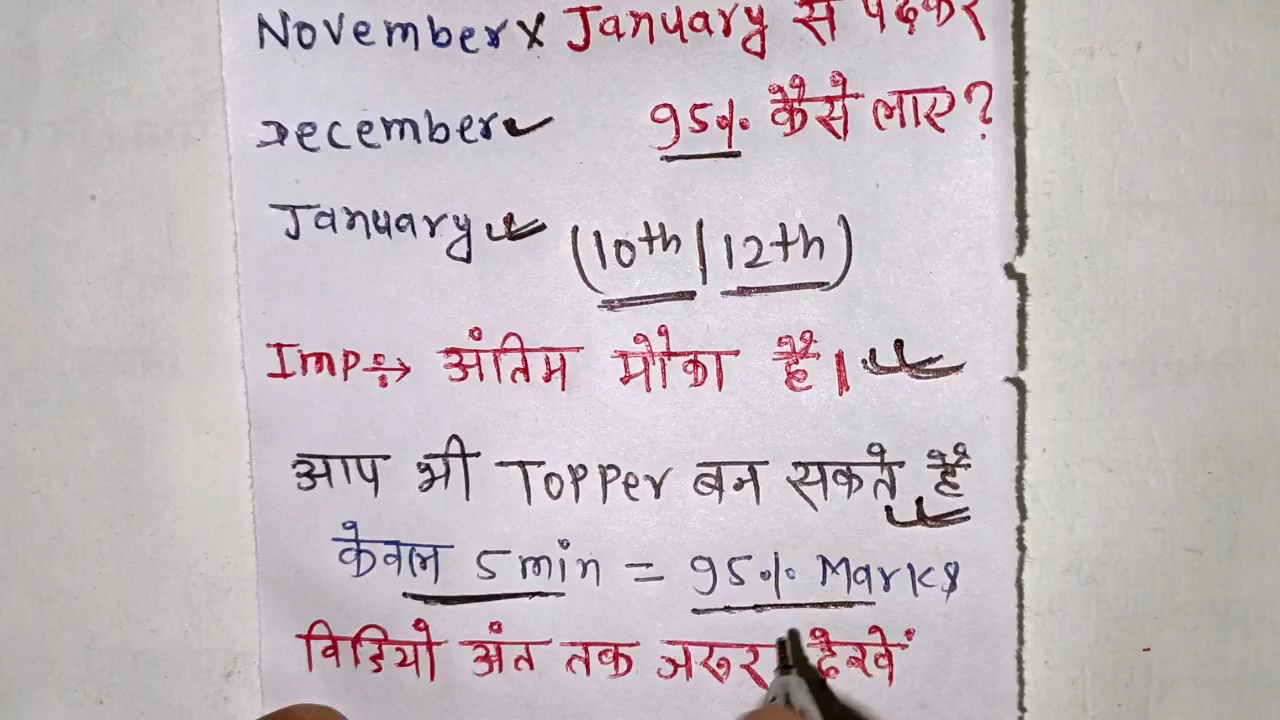 November x January से पढ़कर
December ✓ 95% कैसे लाए?
January (10th | 12th)
Imp÷→ अंतिम मौका है।
आप भी Topper बन सकते है
केवल 5 min = 95% Marks
विडियो अंत तक जरूर देखें